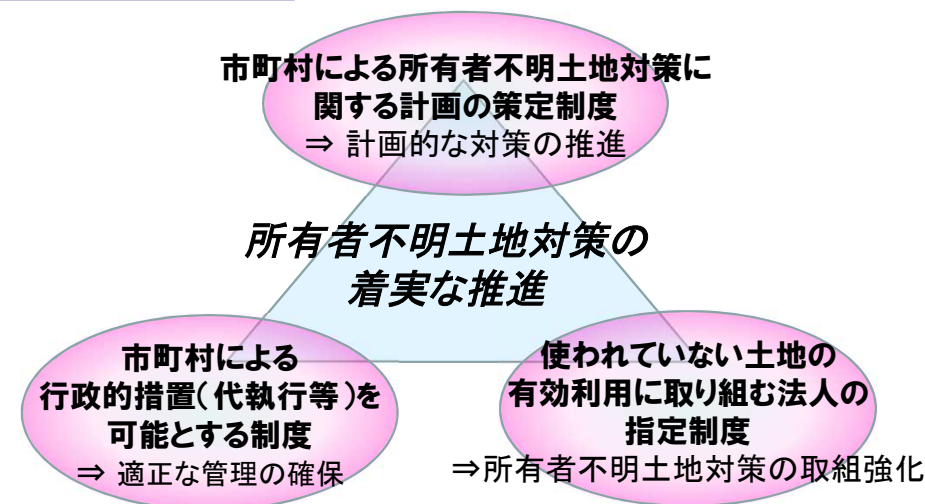 市町村による所有者不明土地対策に
関する計画の策定制度
⇒ 計画的な対策の推進
所有者不明土地対策の
着実な推進
市町村による
行政的措置(代執行等)を
可能とする制度
⇒ 適正な管理の確保
使われていない土地の
有効利用に取り組む法人の
指定制度
⇒所有者不明土地対策の取組強化